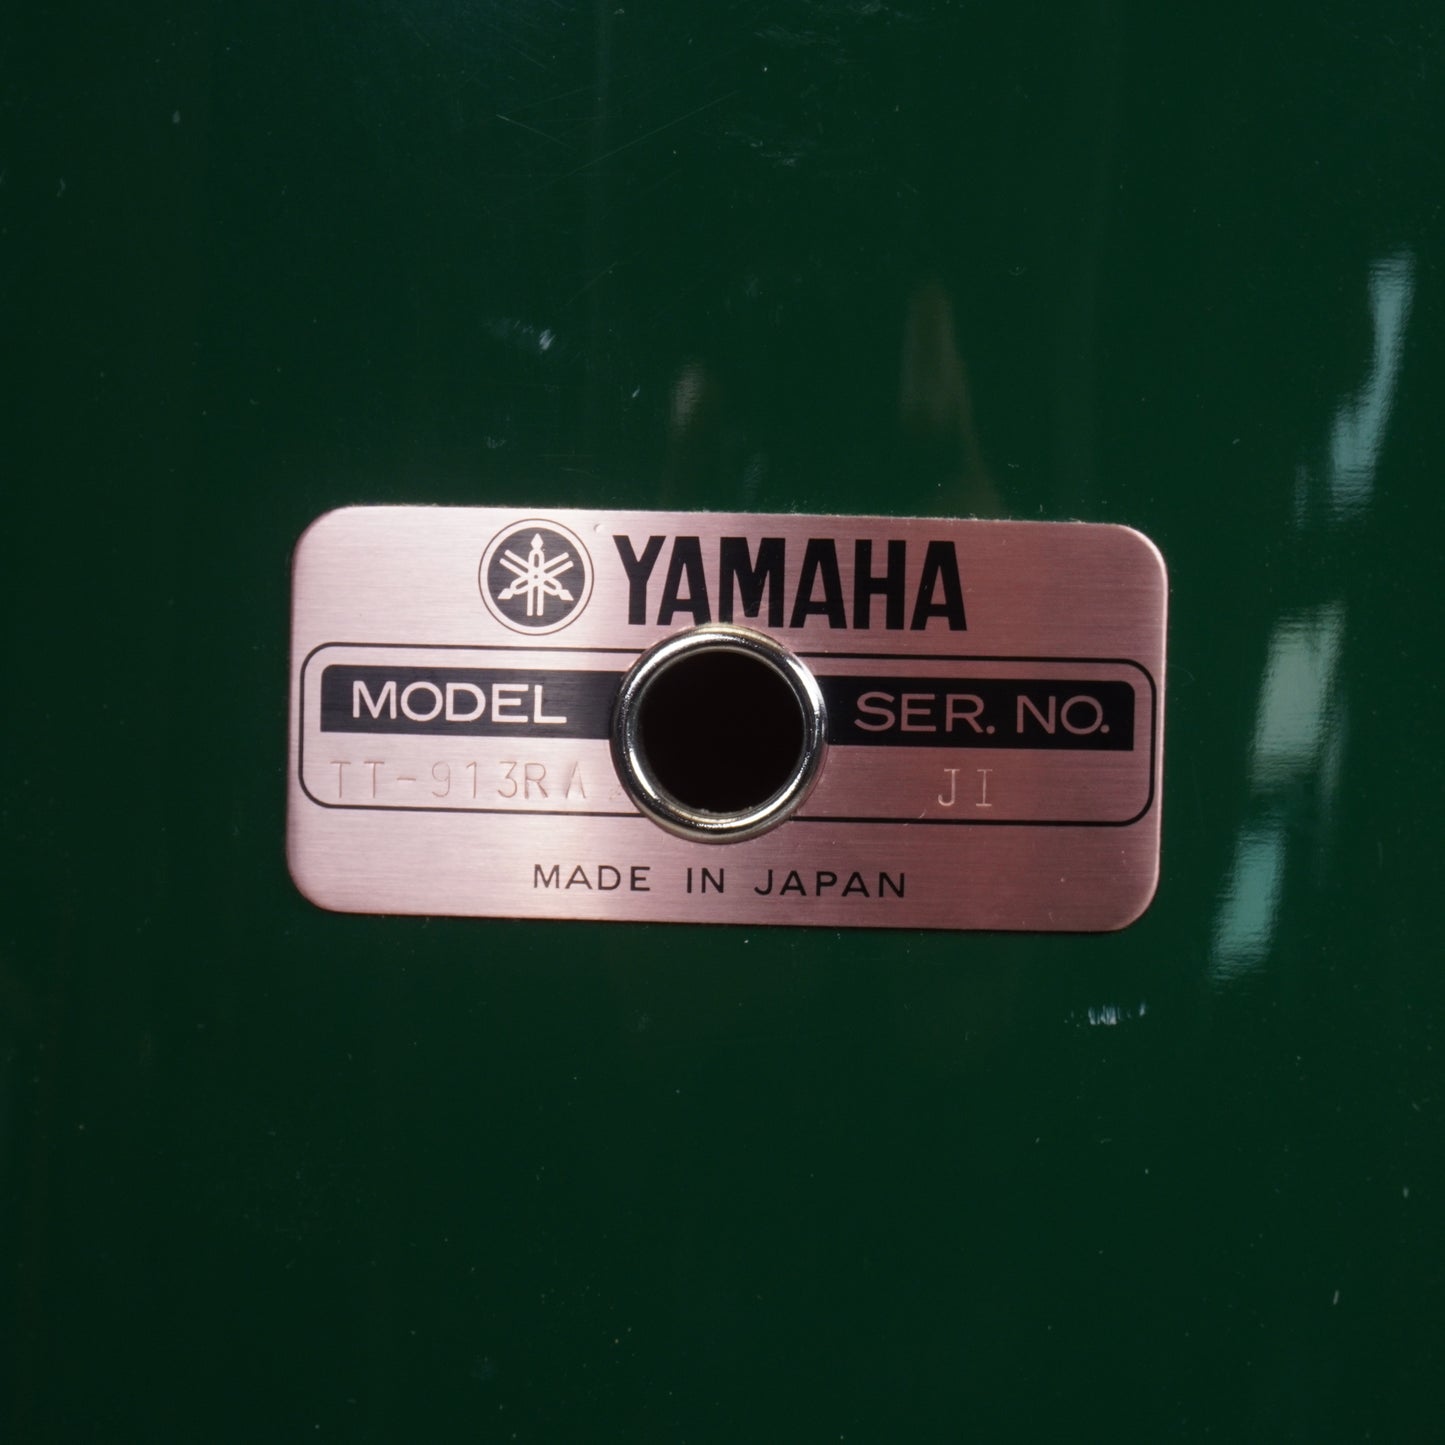 YAMAHA
MODEL SER. NO.
TT-913RA JI
MADE IN JAPAN